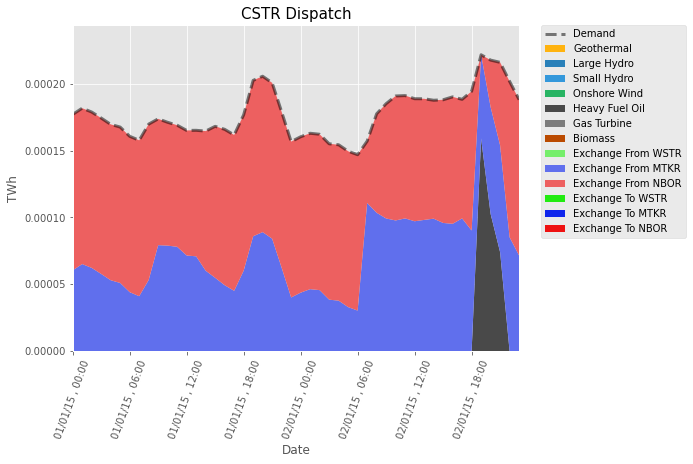 CSTR Dispatch
TWh
0.00020
0.00015
0.00010
0.00005
0.00000
01/01/15 , 00:00
01/01/15 , 06:00
01/01/15 , 12:00
01/01/15 , 18:00
02/01/15 , 00:00
02/01/15 , 06:00
02/01/15 , 12:00
02/01/15 , 18:00
Date
Demand
Geothermal
Large Hydro
Small Hydro
Onshore Wind
Heavy Fuel Oil
Gas Turbine
Biomass
Exchange From WSTR
Exchange From MTKR
Exchange From NBOR
Exchange To WSTR
Exchange To MTKR
Exchange To NBOR